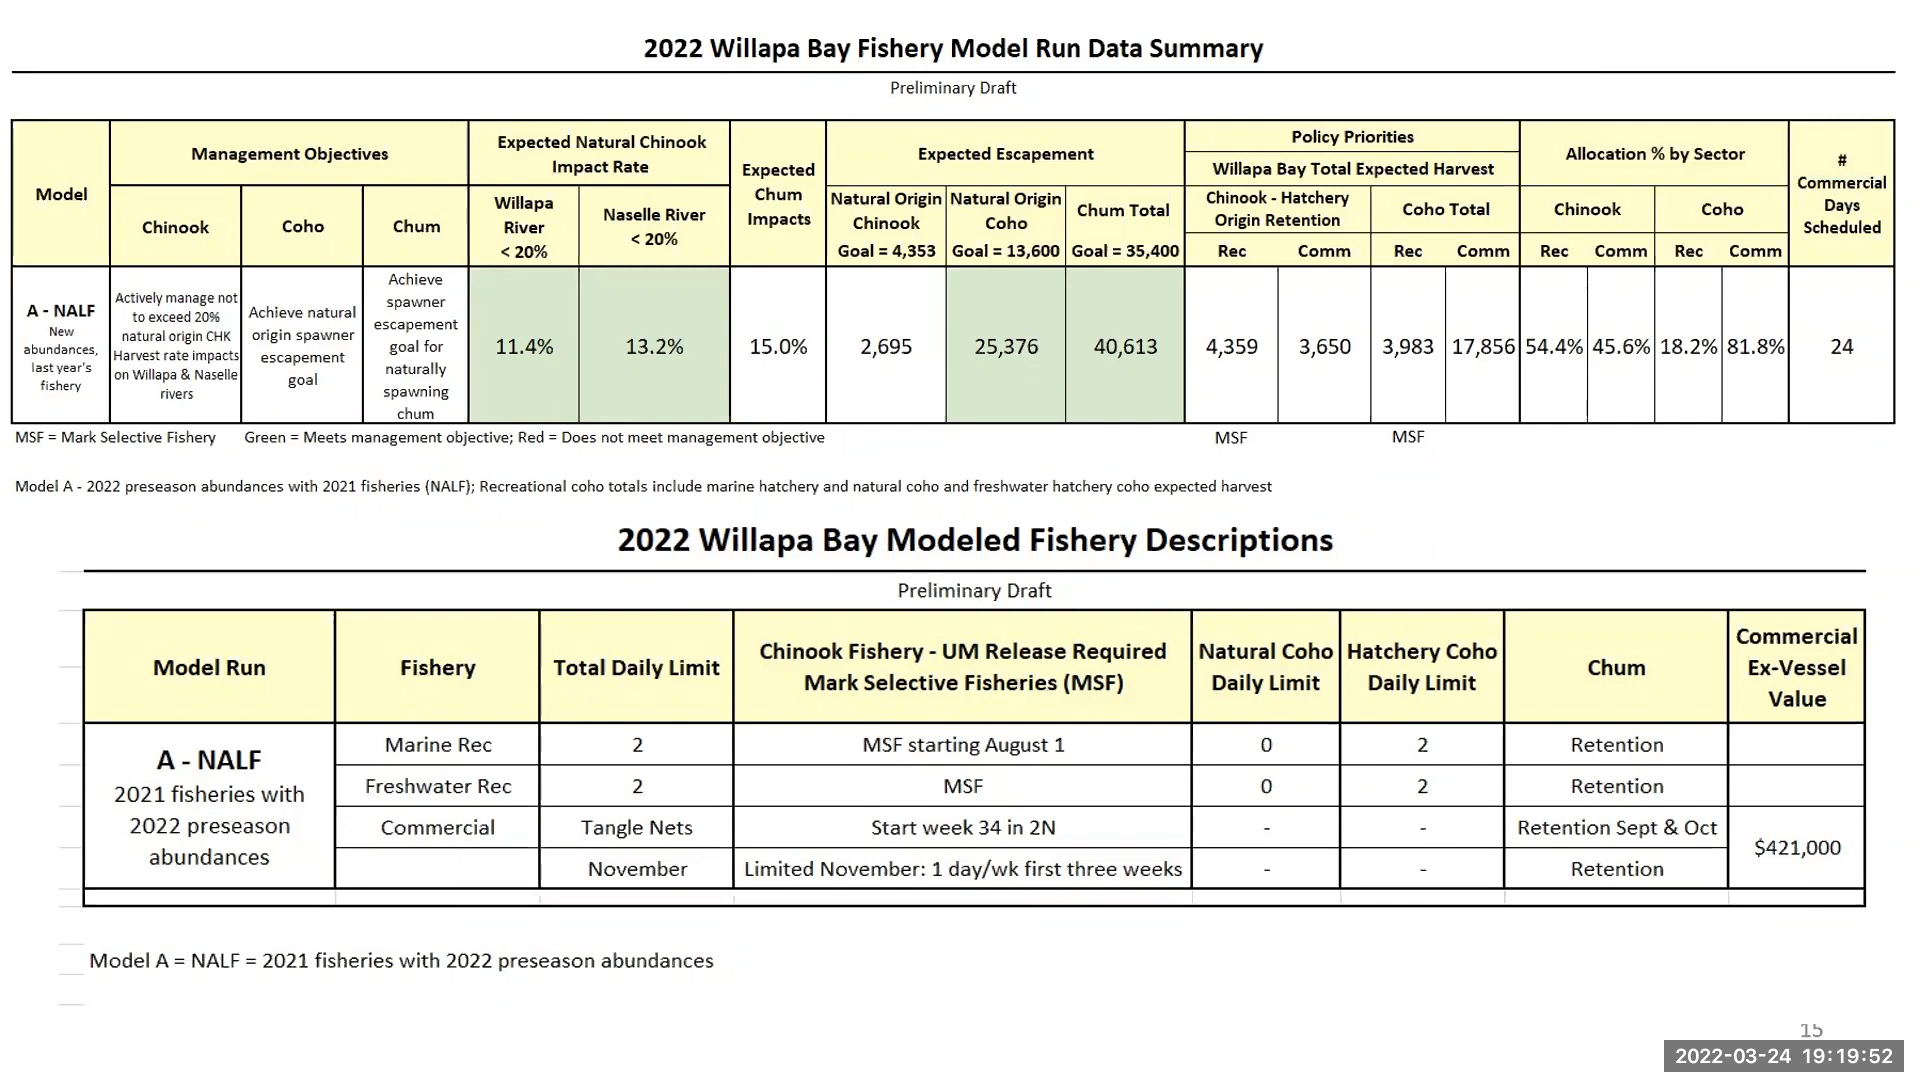 2022 Willapa Bay Fishery Model Run Data Summary
Preliminary Draft
Model
Management Objectives
Expected Natural Chinook
Impact Rate
Expected
Chum
Impacts
Expected Escapement
Policy Priorities
Willapa Bay Total Expected Harvest
Allocation % by Sector
#
Commercial
Days
Scheduled
Chinook
Coho
Chum
Willapa
River
< 20%
Naselle River
< 20%
Natural Origin
Chinook
Goal = 4,353
Natural Origin
Coho
Goal = 13,600
Chum Total
Goal = 35,400
Chinook - Hatchery
Origin Retention
Coho Total
Chinook
Coho
Rec
Comm
Rec
Comm
Rec
Comm
Rec
Comm
A - NALF
New
abundances,
last year's
fishery
Actively manage not
to exceed 20%
natural origin CHK
Harvest rate impacts
on Willapa & Naselle
rivers
Achieve natural
origin spawner
escapement
goal
Achieve
spawner
escapement
goal for
naturally
spawning
chum
11.4%
13.2%
15.0%
2,695
25,376
40,613
4,359
3,650
3,983
17,856
54.4%
45.6%
18.2%
81.8%
24
MSF = Mark Selective Fishery
Green = Meets management objective; Red = Does not meet management objective
MSF
MSF
Model A - 2022 preseason abundances with 2021 fisheries (NALF); Recreational coho totals include marine hatchery and natural coho and freshwater hatchery coho expected harvest
2022 Willapa Bay Modeled Fishery Descriptions
Preliminary Draft
Model Run
Fishery
Total Daily Limit
Chinook Fishery - UM Release Required
Mark Selective Fisheries (MSF)
Natural Coho
Daily Limit
Hatchery Coho
Daily Limit
Chum
Commercial
Ex-Vessel
Value
A - NALF
2021 fisheries with
2022 preseason
abundances
Marine Rec
2
MSF starting August 1
0
2
Retention
Freshwater Rec
2
MSF
0
2
Retention
Commercial
Tangle Nets
Start week 34 in 2N
-
-
Retention Sept & Oct
$421,000
November
Limited November: 1 day/wk first three weeks
-
-
Retention
Model A = NALF = 2021 fisheries with 2022 preseason abundances
15
2022-03-24 19:19:52